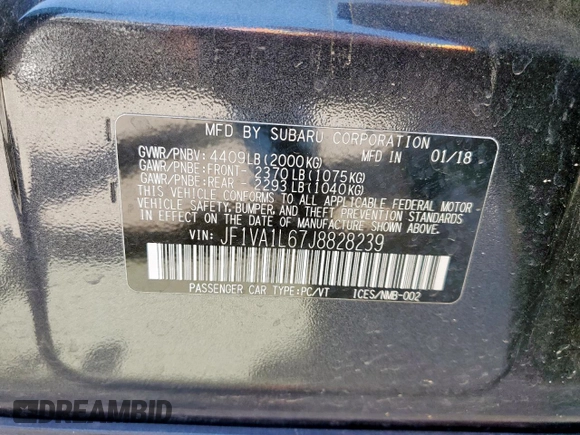 MFD BY SUBARU CORPORATION
GVWR/PNBV: 4409LB(2000KG) MFD IN 01/18
GAWR/PNBE:FRONT- 2370LB(1075KG)
GAWR/PNBE:REAR - 2293LB(1040KG)
THIS VEHICLE CONFORMS TO ALL APPLICABLE FEDERAL MOTOR
VEHICLE SAFETY,BUMPER, AND THEFT PREVENTION STANDARDS
IN EFFECT ON THE DATE OF MANUFACTURE SHOWN ABOVE.
VIN: JF1VA1L67J8828239
PASSENGER CAR TYPE:PC/VT ICES/NMB-002
DREAMBID